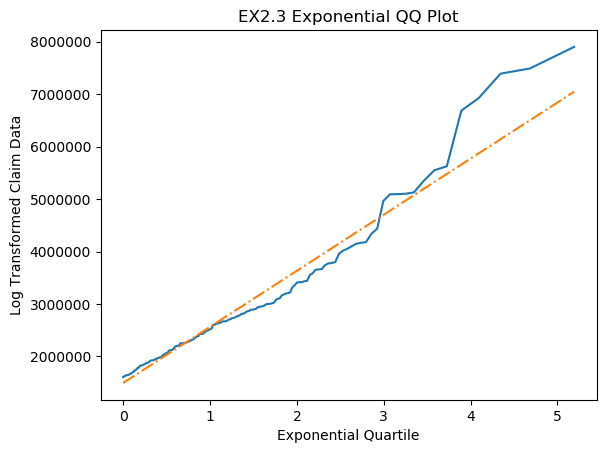 EX2.3 Exponential QQ Plot
Log Transformed Claim Data
8000000
7000000
6000000
5000000
4000000
3000000
2000000
0 1 2 3 4 5
Exponential Quartile